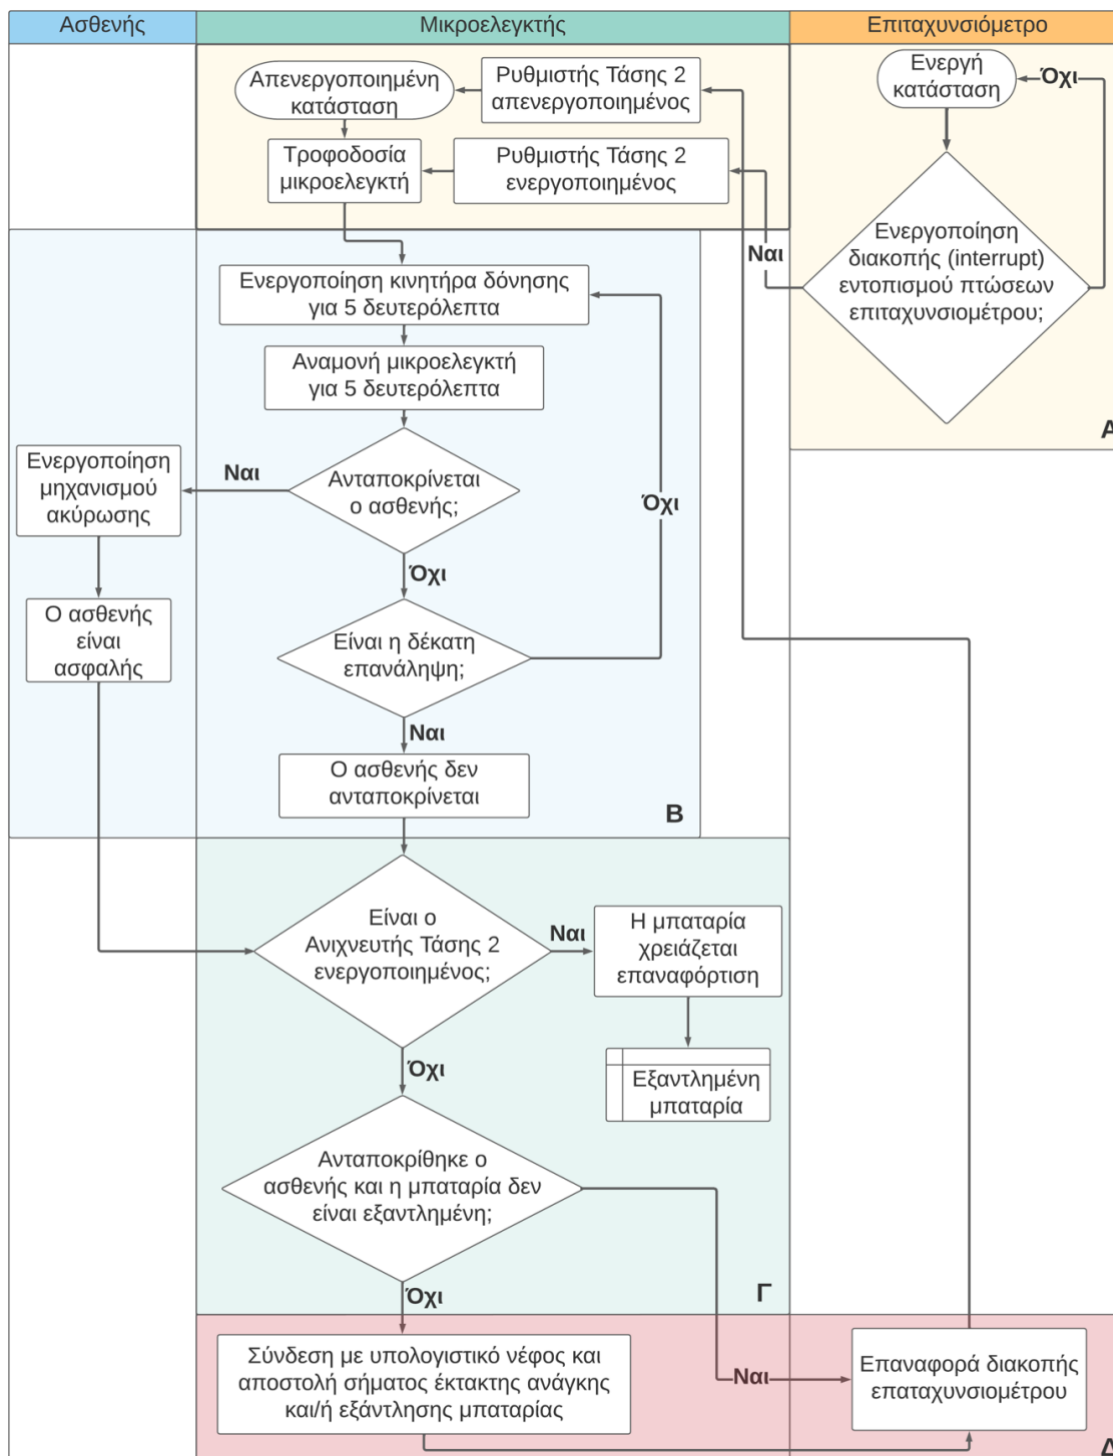 Ασθενής
Μικροελεγκτής
Επιταχυνσιόμετρο
Απενεργοποιημένη
κατάσταση
Ρυθμιστής Τάσης 2
απενεργοποιημένος
Ενεργή
κατάσταση
Όχι
Τροφοδοσία
μικροελεγκτή
Ρυθμιστής Τάσης 2
ενεργοποιημένος
Ναι
Ενεργοποίηση
διακοπής (interrupt)
εντοπισμού πτώσεων
επιταχυνσιομέτρου;
Α
Ενεργοποίηση κινητήρα δόνησης
για 5 δευτερόλεπτα
Αναμονή μικροελεγκτή
για 5 δευτερόλεπτα
Ανταποκρίνεται
ο ασθενής;
Ναι
Ενεργοποίηση
μηχανισμού
ακύρωσης
Όχι
Όχι
Ο ασθενής
είναι
ασφαλής
Είναι η δέκατη
επανάληψη;
Ναι
Ο ασθενής δεν
ανταποκρίνεται
Β
Είναι ο
Ανιχνευτής Τάσης 2
ενεργοποιημένος;
Ναι
Η μπαταρία
χρειάζεται
επαναφόρτιση
Όχι
Εξαντλημένη
μπαταρία
Ανταποκρίθηκε ο
ασθενής και η μπαταρία δεν
είναι εξαντλημένη;
Όχι
Γ
Σύνδεση με υπολογιστικό νέφος και
αποστολή σήματος έκτακτης ανάγκης
και/ή εξάντλησης μπαταρίας
Ναι
Επαναφορά διακοπής
επαταχυνσιομέτρου
Δ